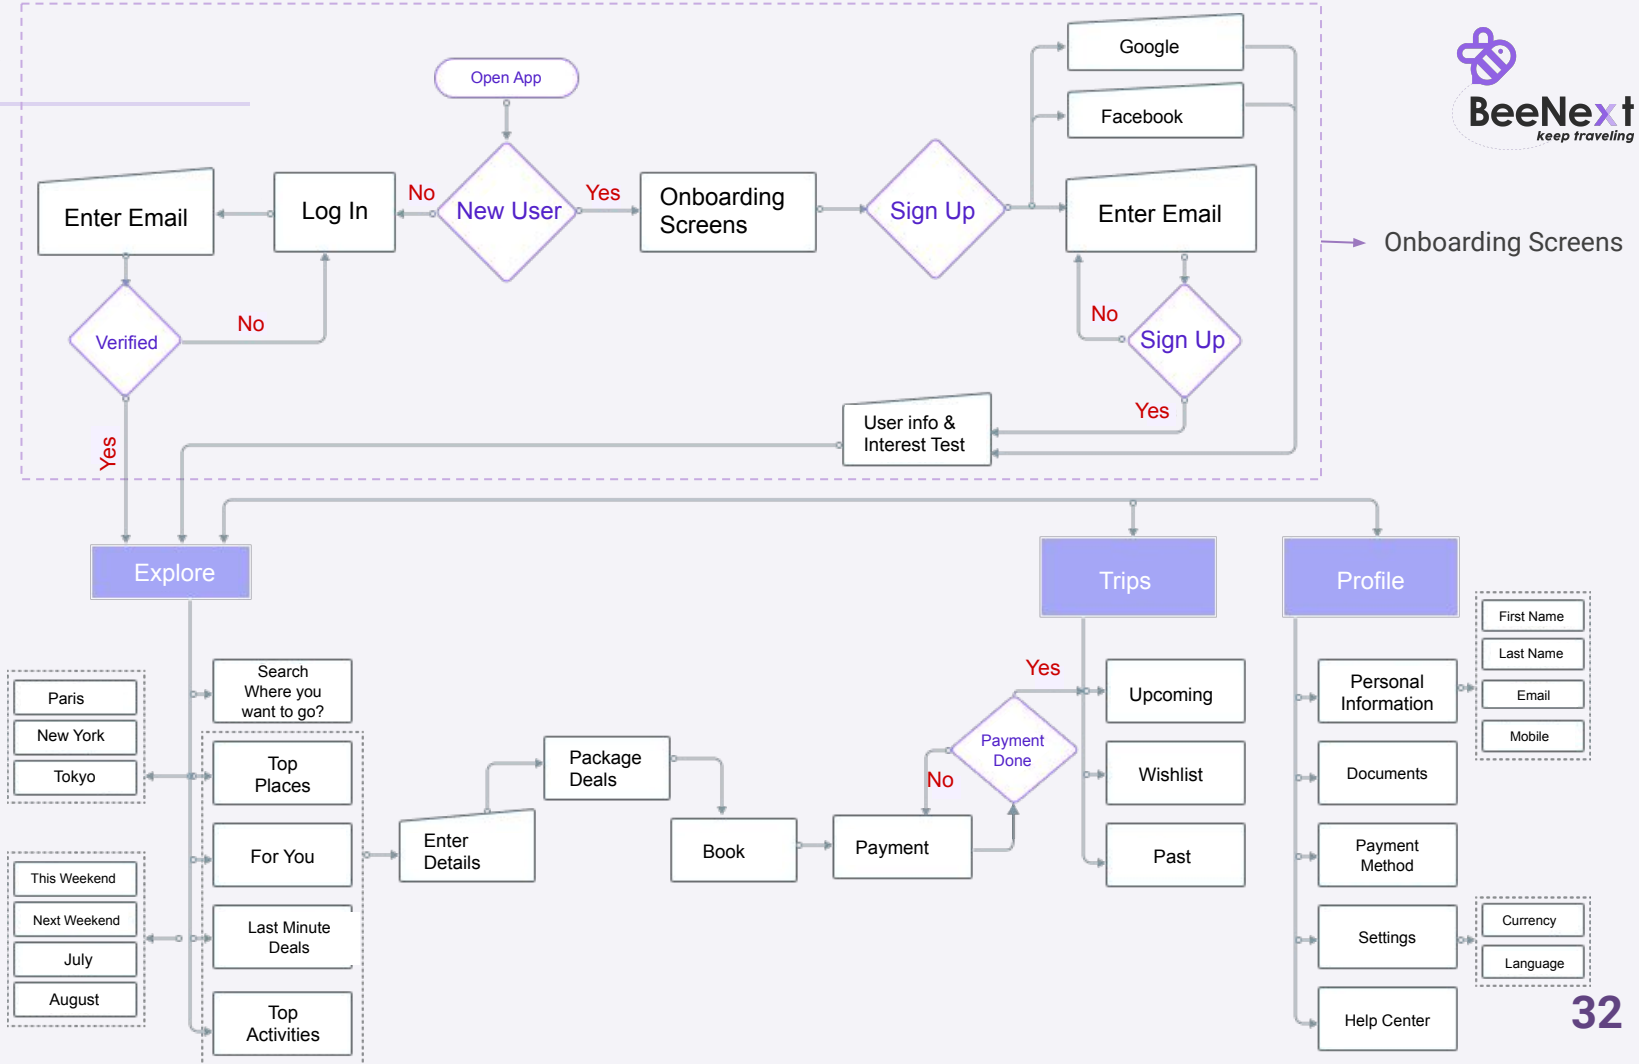 Google
BeeNext
keep traveling
Open App
Facebook
Enter Email
Log In
No
New User
Yes
Onboarding
Screens
Sign Up
Enter Email
Onboarding Screens
Verified
No
No
Sign Up
Yes
User info &
Interest Test
Yes
Explore
Trips
Profile
Search
Where you
want to go?
Paris
New York
Tokyo
Top
Places
For You
This Weekend
Next Weekend
July
August
Last Minute
Deals
Top
Activities
Enter
Details
Package
Deals
Book
Payment
Payment
Done
No
Yes
Upcoming
Wishlist
Past
Personal
Information
First Name
Last Name
Email
Mobile
Documents
Payment
Method
Settings
Currency
Language
Help Center
32